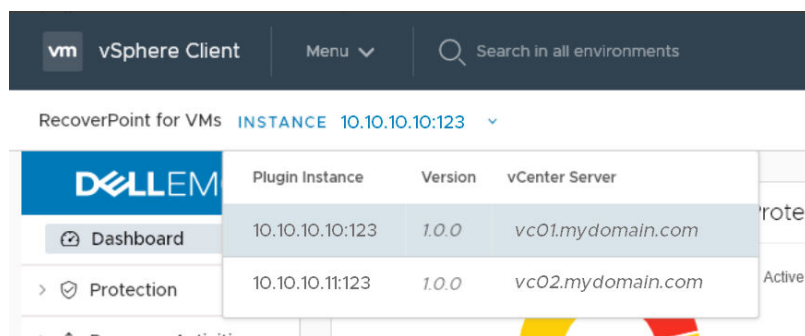 vm vSphere Client Menu Search in all environments
RecoverPoint for VMs INSTANCE 10.10.10.10:123
DELLEM
Plugin Instance Version vCenter Server
10.10.10.10:123 1.0.0 vc01.mydomain.com
10.10.10.11:123 1.0.0 vc02.mydomain.com
Dashboard
Protection
Prote
Active